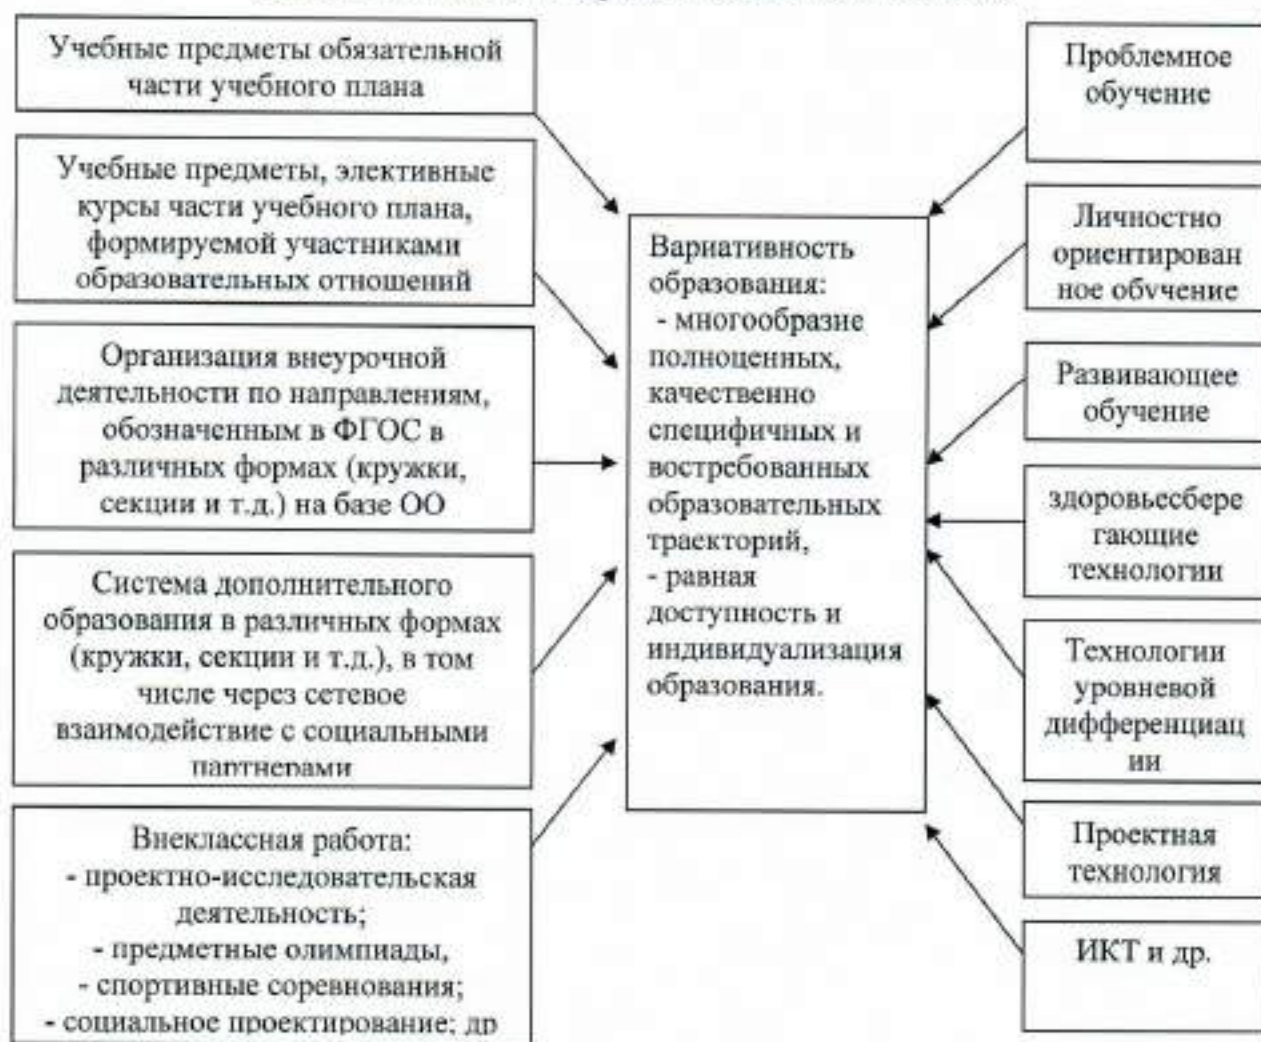 Учебные предметы обязательной
части учебного плана
Учебные предметы, элективные
курсы части учебного плана,
формируемой участниками
образовательных отношений
Организация внеурочной
деятельности по направлениям,
обозначенным в ФГОС в
различных формах (кружки,
секции и т.д.) на базе ОО
Система дополнительного
образования в различных формах
(кружки, секции и т.д.), в том
числе через сетевое
взаимодействие с социальными
партнерами
Внеклассная работа:
- проектно-исследовательская
деятельность;
- предметные олимпиады,
- спортивные соревнования;
- социальное проектирование; др
Вариативность
образования:
- многообразие
полноценных,
качественно
специфичных и
востребованных
образовательных
траекторий,
- равная
доступность и
индивидуализация
образования.
Проблемное
обучение
Личностно
ориентирован
ное обучение
Развивающее
обучение
здоровьесбере
гающие
технологии
Технологии
уровневой
дифференциац
ии
Проектная
технология
ИКТ и др.